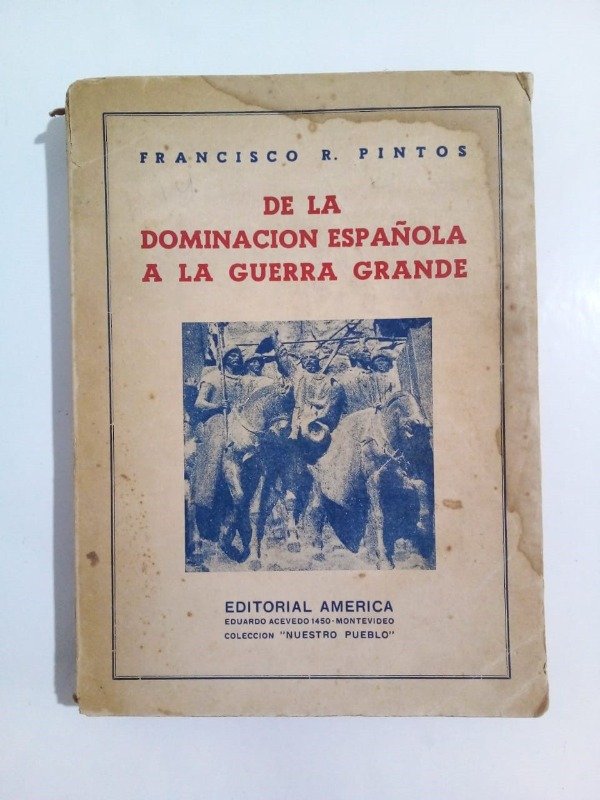 FRANCISCO R. PINTOS
DE LA
DOMINACION ESPAÑOLA
A LA GUERRA GRANDE
EDITORIAL AMERICA
EDUARDO ACEVEDO 1450 - MONTEVIDEO
COLECCION "NUESTRO PUEBLO"